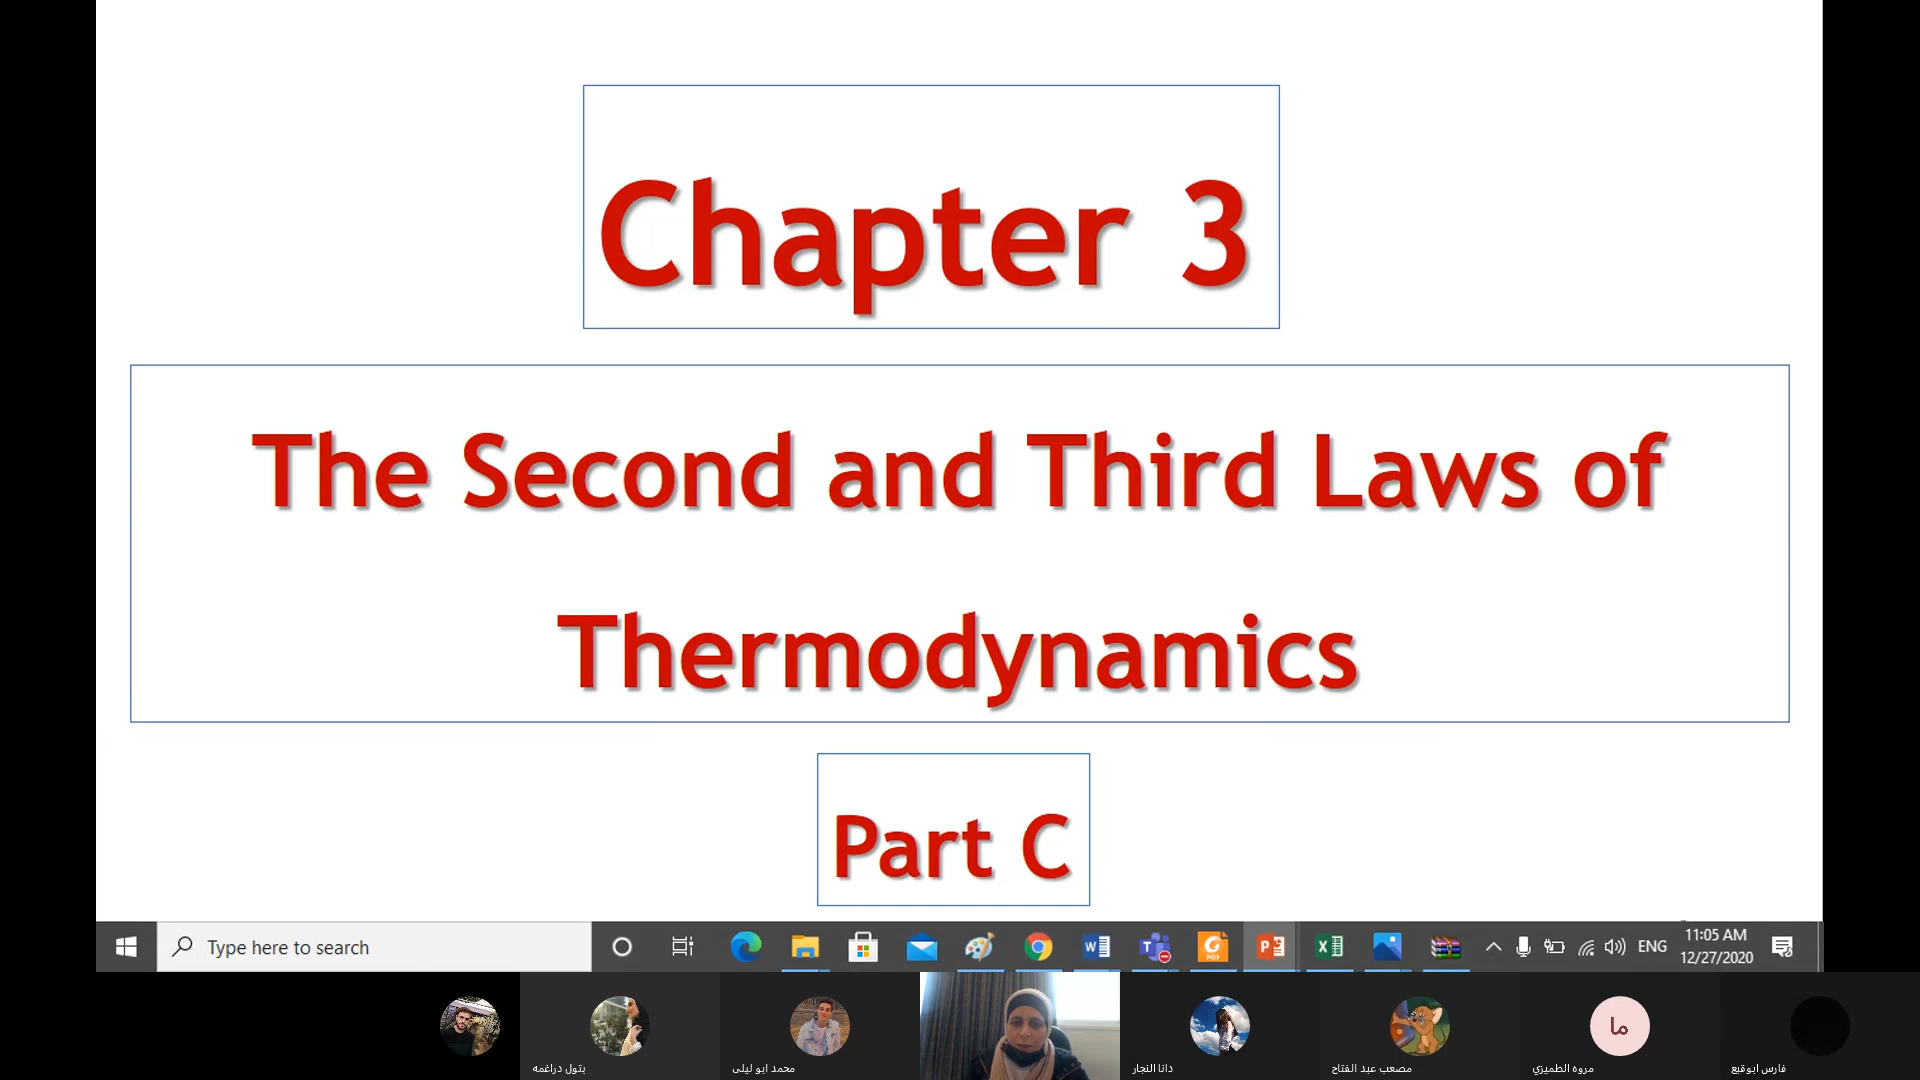 Chapter 3
The Second and Third Laws of
Thermodynamics
Part C
Type here to search
ENG
11:05 AM
12/27/2020
بتول دراغمه
محمد ابو ليلى
دانا النجار
مصعب عبد الفتاح
ما
مروه الطميزي
فارس ابوقبع